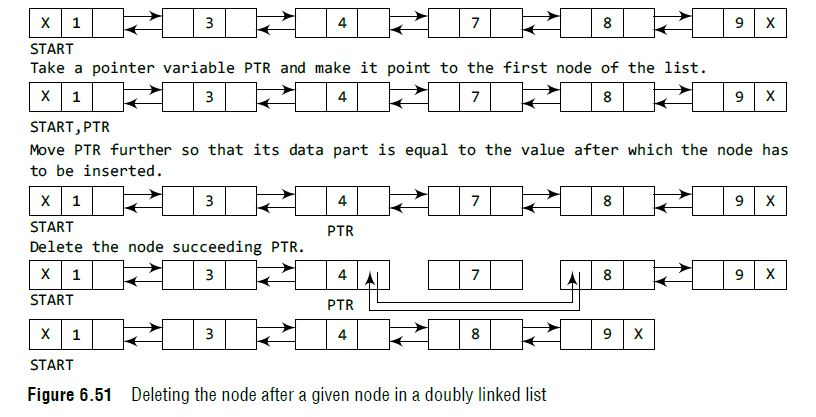 X 1 3 4 7 8 9 X
START
Take a pointer variable PTR and make it point to the first node of the list.
X 1 3 4 7 8 9 X
START,PTR
Move PTR further so that its data part is equal to the value after which the node has
to be inserted.
X 1 3 4 7 8 9 X
START PTR
Delete the node succeeding PTR.
X 1 3 4 7 8 9 X
START PTR
X 1 3 4 8 9 X
START
Figure 6.51 Deleting the node after a given node in a doubly linked list